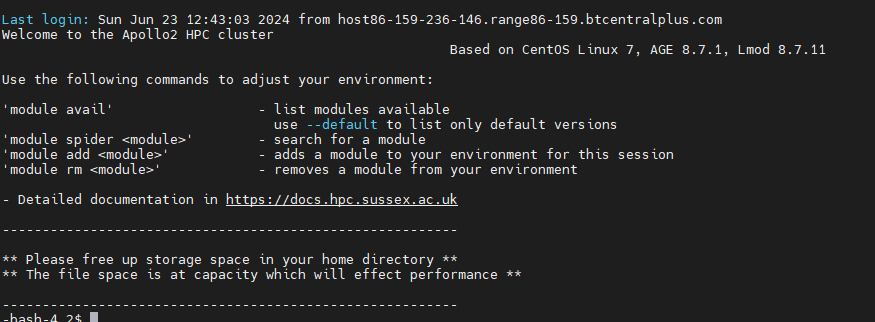 Last login: Sun Jun 23 12:43:03 2024 from host86-159-236-146.range86-159.btcentralplus.com
Welcome to the Apollo2 HPC cluster
Based on CentOS Linux 7, AGE 8.7.1, Lmod 8.7.11
Use the following commands to adjust your environment:
'module avail' - list modules available
use --default to list only default versions
'module spider <module>' - search for a module
'module add <module>' - adds a module to your environment for this session
'module rm <module>' - removes a module from your environment
- Detailed documentation in https://docs.hpc.sussex.ac.uk
---------------------------------------------------------
** Please free up storage space in your home directory **
** The file space is at capacity which will effect performance **
---------------------------------------------------------
-bash-4.2$